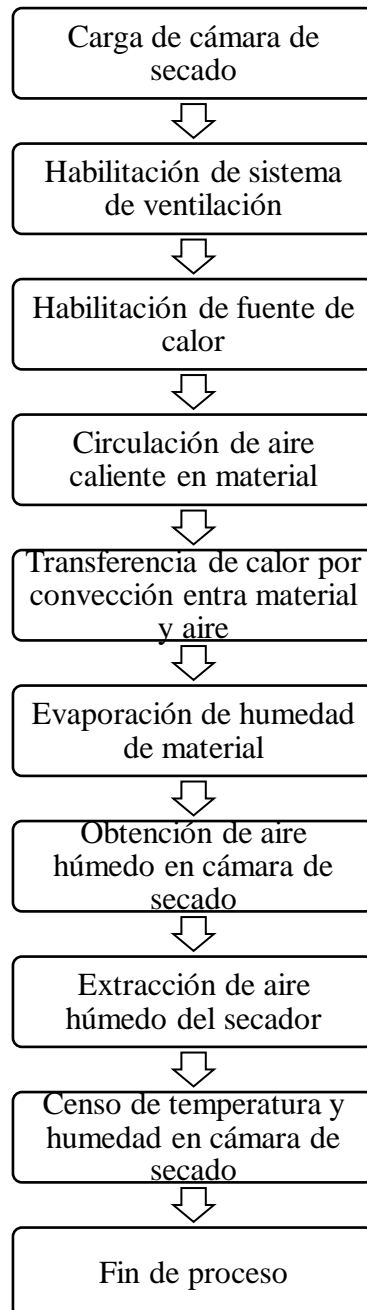 Carga de cámara de
secado
Habilitación de sistema
de ventilación
Habilitación de fuente de
calor
Circulación de aire
caliente en material
Transferencia de calor por
convección entra material
y aire
Evaporación de humedad
de material
Obtención de aire
húmedo en cámara de
secado
Extracción de aire
húmedo del secador
Censo de temperatura y
humedad en cámara de
secado
Fin de proceso